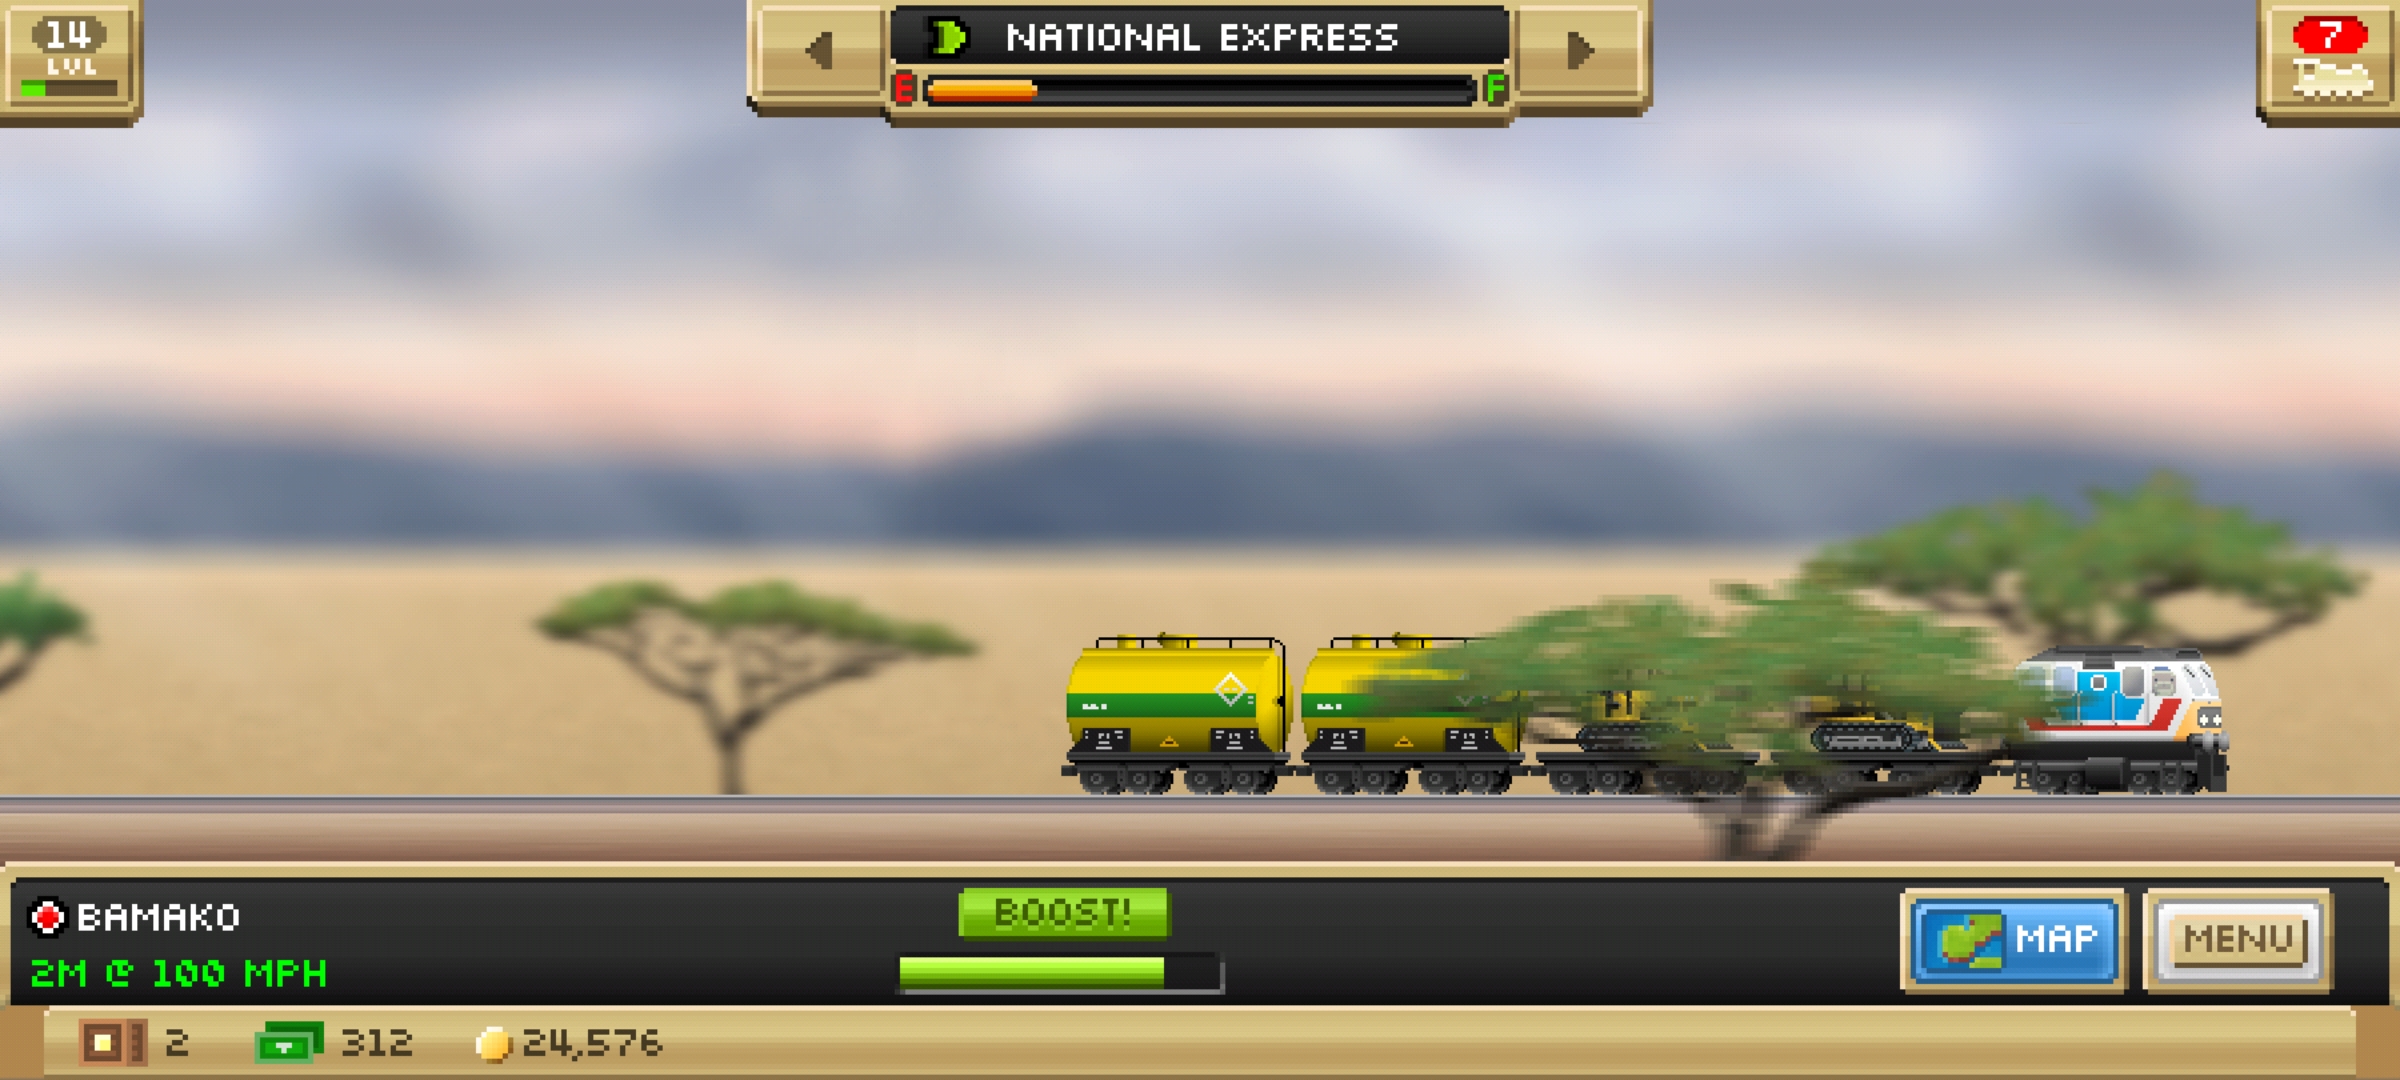 14
LVL
NATIONAL EXPRESS
E F
7
BAMAKO
2M @ 100 MPH
BOOST!
MAP
MENU
2 312 24,576